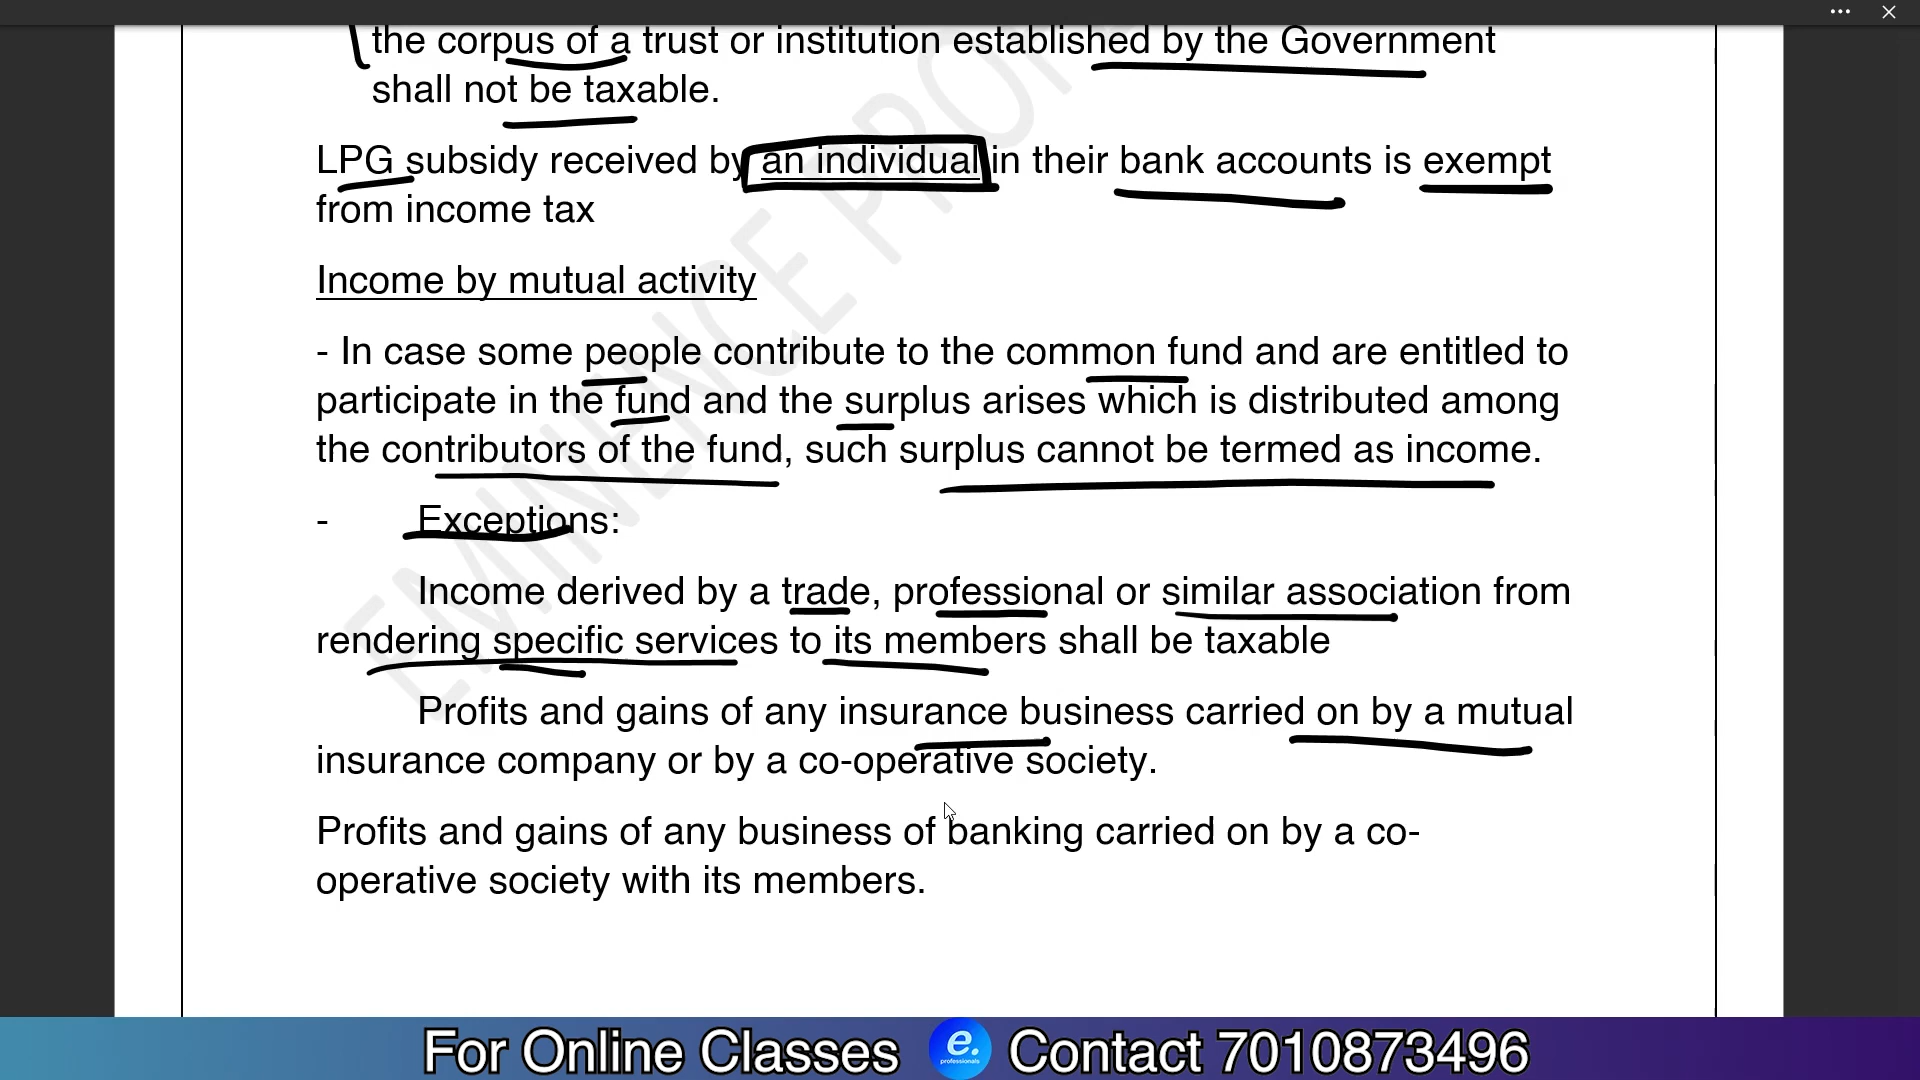 the corpus of a trust or institution established by the Government
shall not be taxable.
LPG subsidy received by an individual in their bank accounts is exempt
from income tax
Income by mutual activity
- In case some people contribute to the common fund and are entitled to
participate in the fund and the surplus arises which is distributed among
the contributors of the fund, such surplus cannot be termed as income.
- Exceptions:
Income derived by a trade, professional or similar association from
rendering specific services to its members shall be taxable
Profits and gains of any insurance business carried on by a mutual
insurance company or by a co-operative society.
Profits and gains of any business of banking carried on by a co-
operative society with its members.
EMINENCE
For Online Classes e. professionals Contact 7010873496